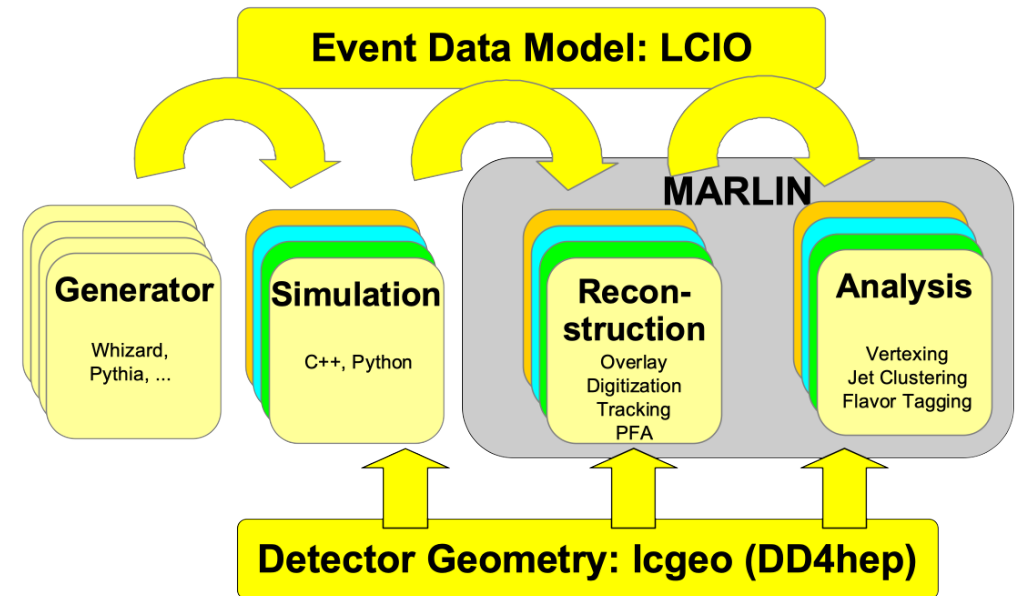 Event Data Model: LCIO
MARLIN
Generator
Whizard,
Pythia, ...
Simulation
C++, Python
Recon-
struction
Overlay
Digitization
Tracking
PFA
Analysis
Vertexing
Jet Clustering
Flavor Tagging
Detector Geometry: lcgeo (DD4hep)